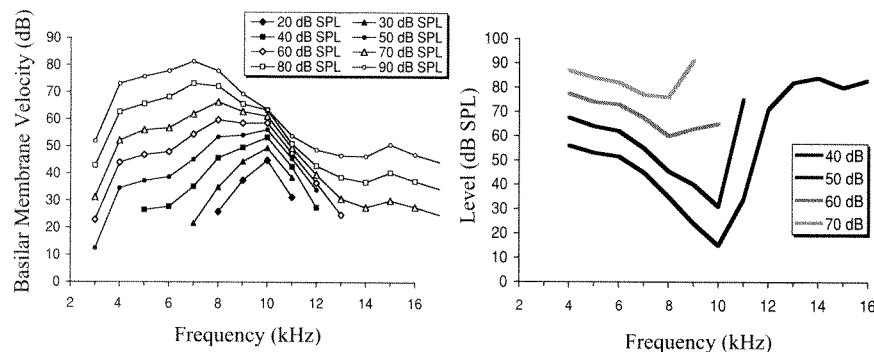 20 dB SPL 30 dB SPL
40 dB SPL 50 dB SPL
60 dB SPL 70 dB SPL
80 dB SPL 90 dB SPL
Basilar Membrane Velocity (dB)
90
80
70
60
50
40
30
20
10
0
2 4 6 8 10 12 14 16
Frequency (kHz)
Level (dB SPL)
100
90
80
70
60
50
40
30
20
10
0
40 dB
50 dB
60 dB
70 dB
2 4 6 8 10 12 14 16
Frequency (kHz)